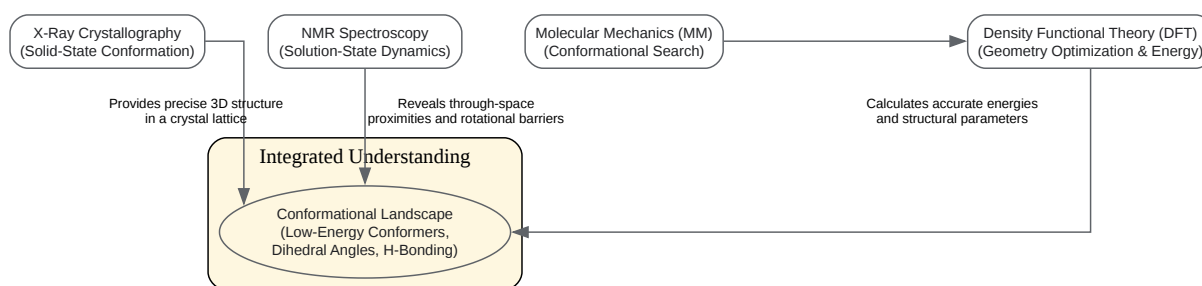 X-Ray Crystallography
(Solid-State Conformation)
NMR Spectroscopy
(Solution-State Dynamics)
Molecular Mechanics (MM)
(Conformational Search)
Density Functional Theory (DFT)
(Geometry Optimization & Energy)
Provides precise 3D structure
in a crystal lattice
Reveals through-space
proximities and rotational barriers
Calculates accurate energies
and structural parameters
Integrated Understanding
Conformational Landscape
(Low-Energy Conformers,
Dihedral Angles, H-Bonding)